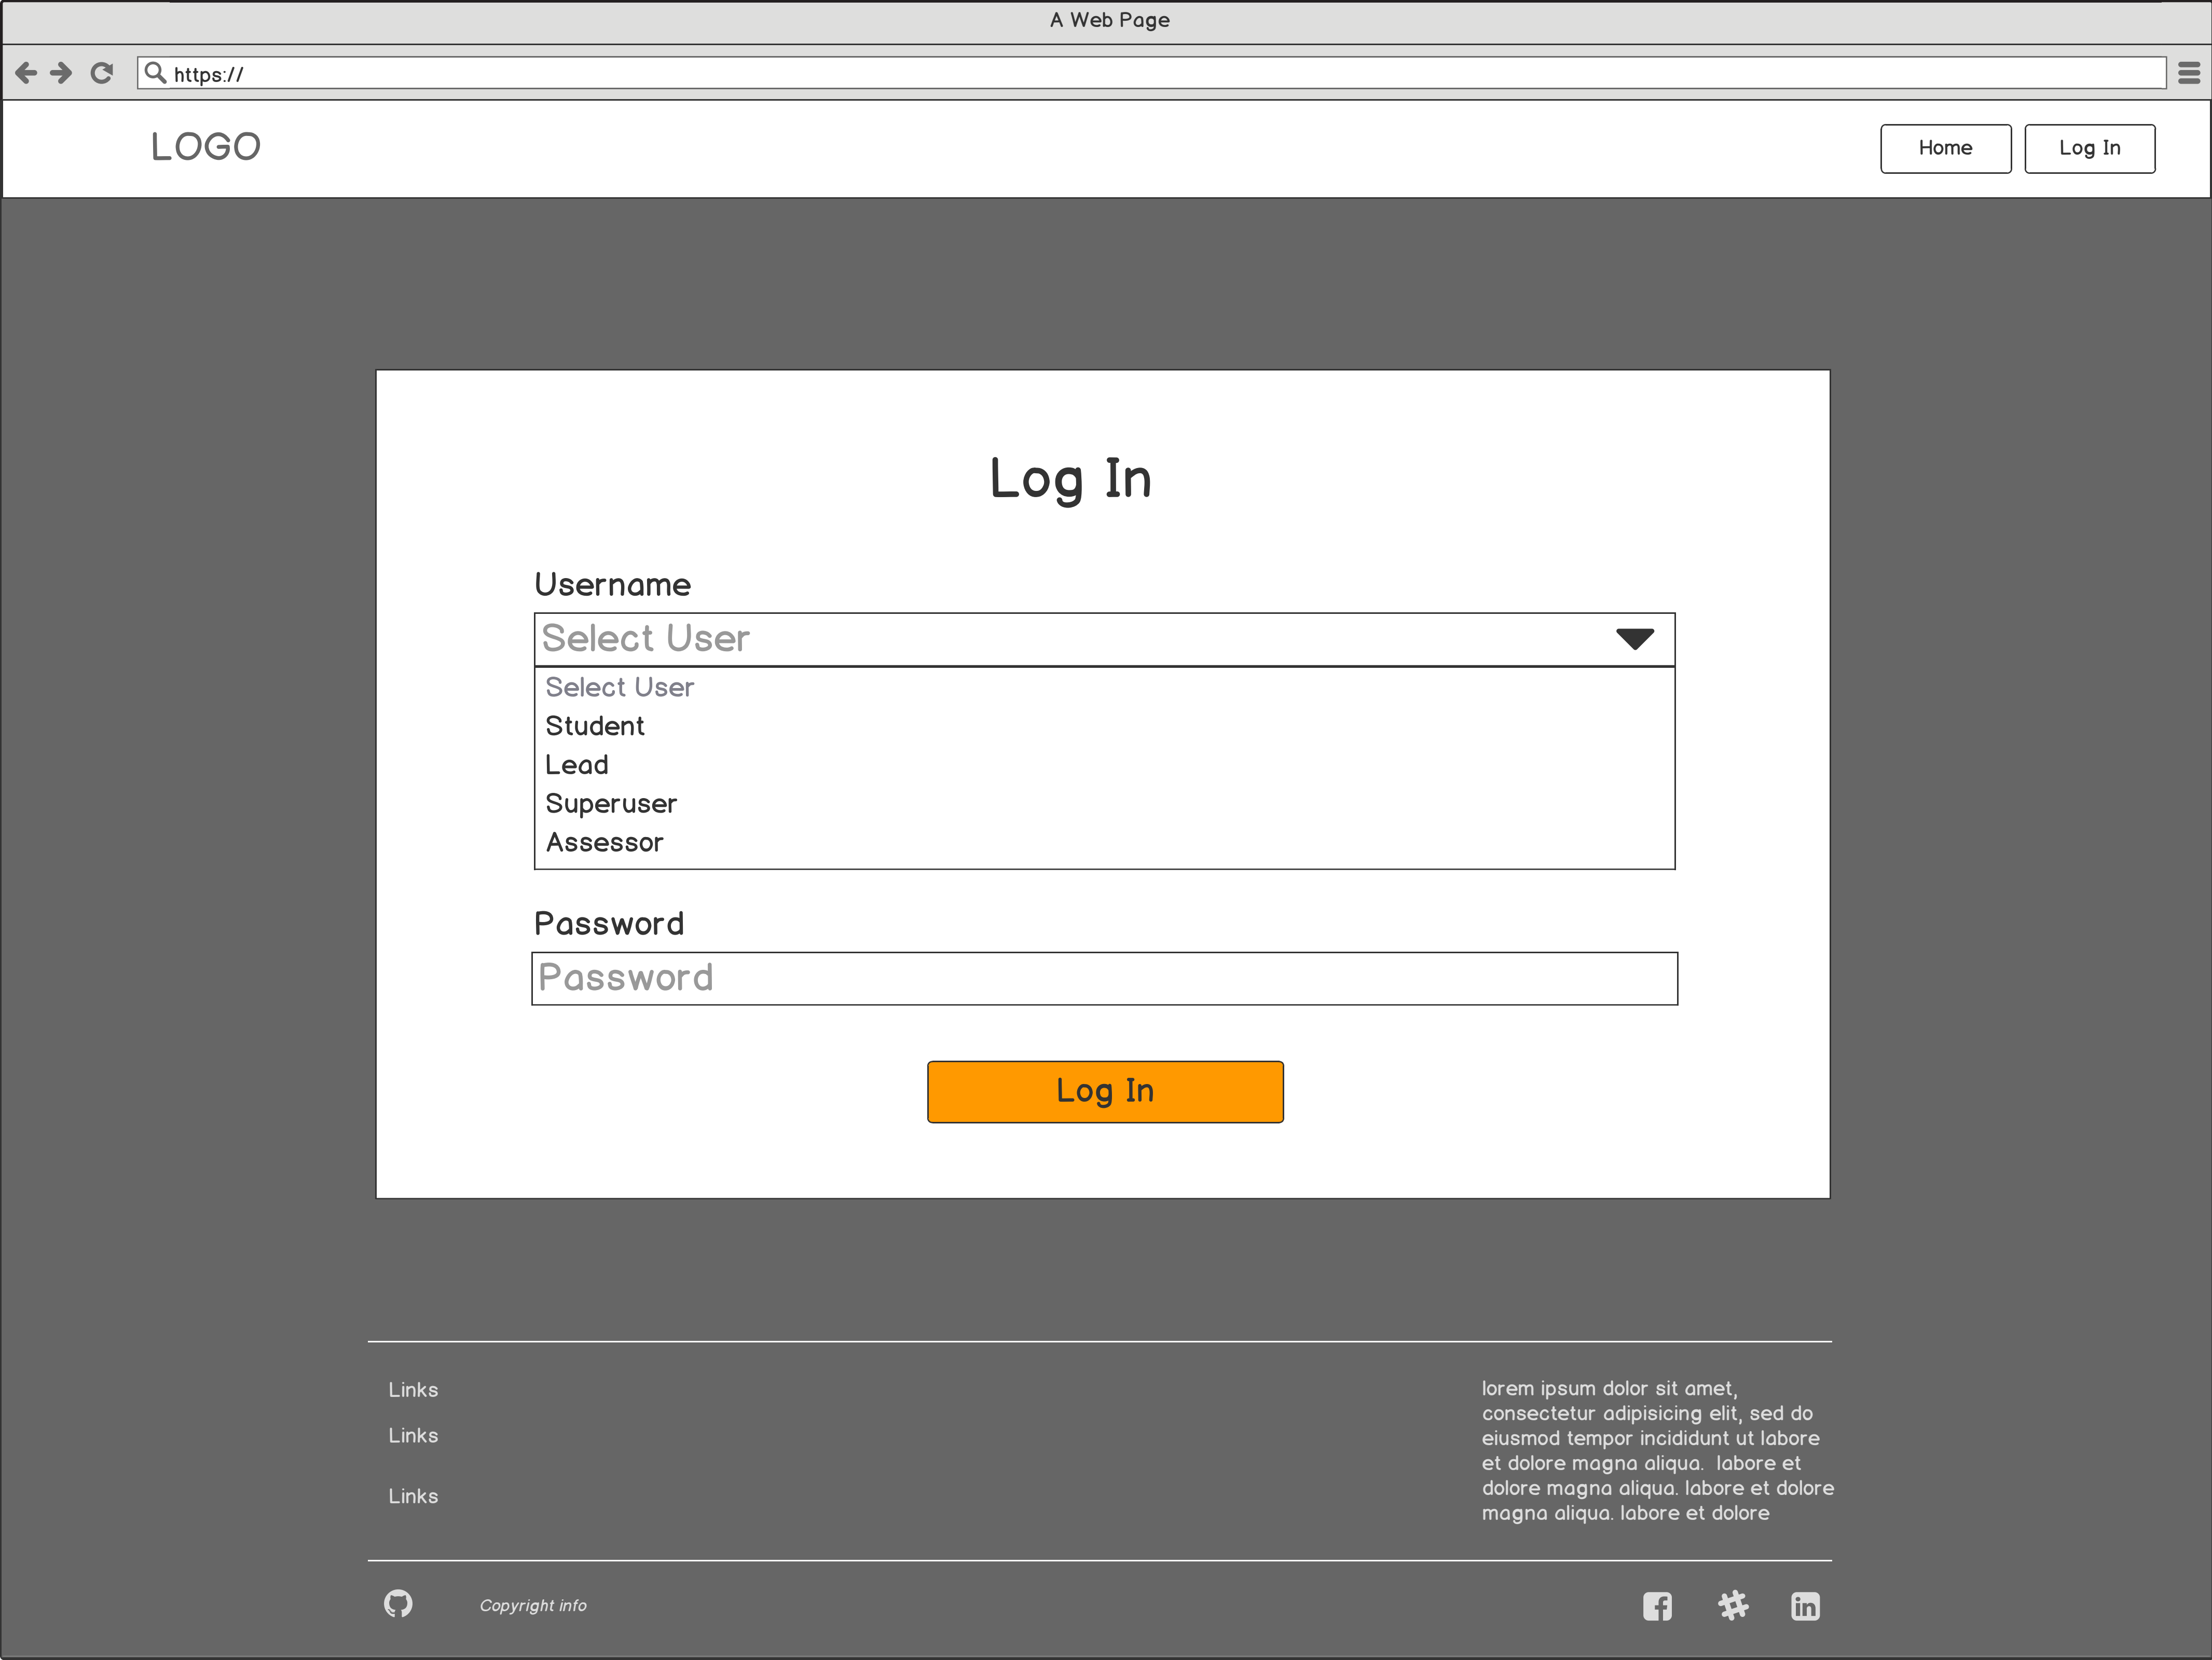 A Web Page
https://
LOGO
Home
Log In
Log In
Username
Select User
Select User
Student
Lead
Superuser
Assessor
Password
Password
Log In
Links
Links
Links
lorem ipsum dolor sit amet,
consectetur adipisicing elit, sed do
eiusmod tempor incididunt ut labore
et dolore magna aliqua.  labore et
dolore magna aliqua. labore et dolore
magna aliqua. labore et dolore
Copyright info